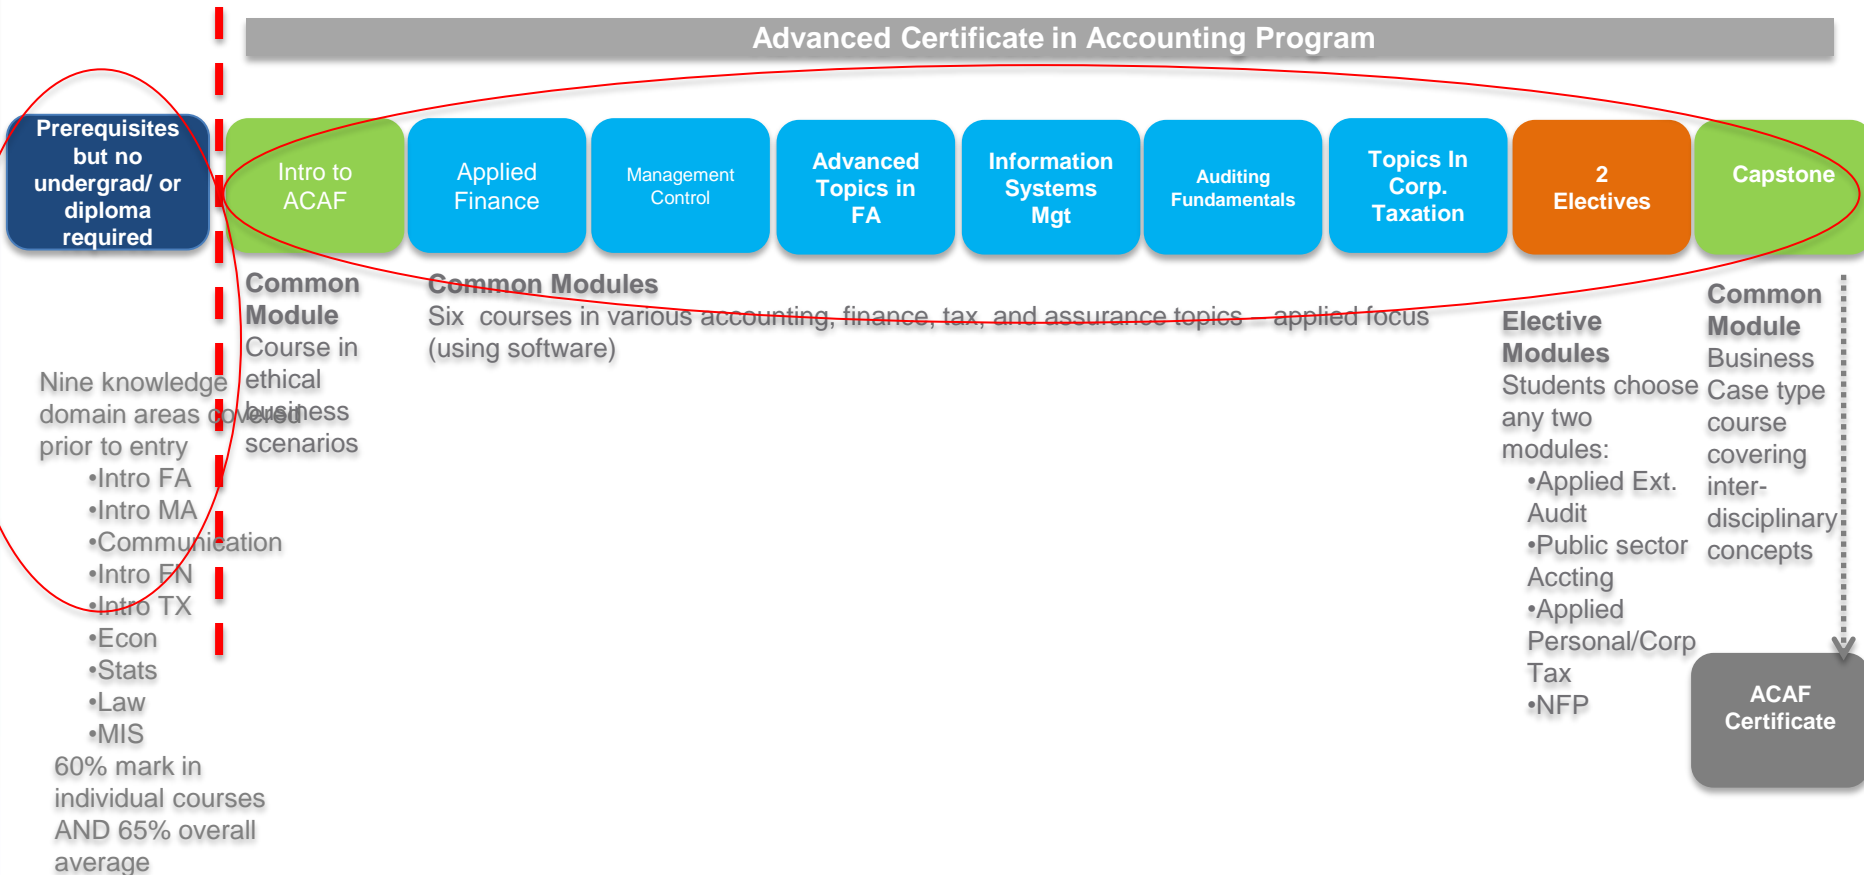 Advanced Certificate in Accounting Program
Prerequisites
but no
undergrad/ or
diploma
required
Intro to
ACAF
Applied
Finance
Management
Control
Advanced
Topics in
FA
Information
Systems
Mgt
Auditing
Fundamentals
Topics In
Corp.
Taxation
2
Electives
Capstone
Nine knowledge
domain areas covered
prior to entry
•Intro FA
•Intro MA
•Communication
•Intro FN
•Intro TX
•Econ
•Stats
•Law
•MIS
60% mark in
individual courses
AND 65% overall
average
Common
Module
Course in
ethical
business
scenarios
Common Modules
Six courses in various accounting, finance, tax, and assurance topics – applied focus
(using software)
Elective
Modules
Students choose
any two
modules:
•Applied Ext.
Audit
•Public sector
Accting
•Applied
Personal/Corp
Tax
•NFP
Common
Module
Business
Case type
course
covering
inter-
disciplinary
concepts
ACAF
Certificate